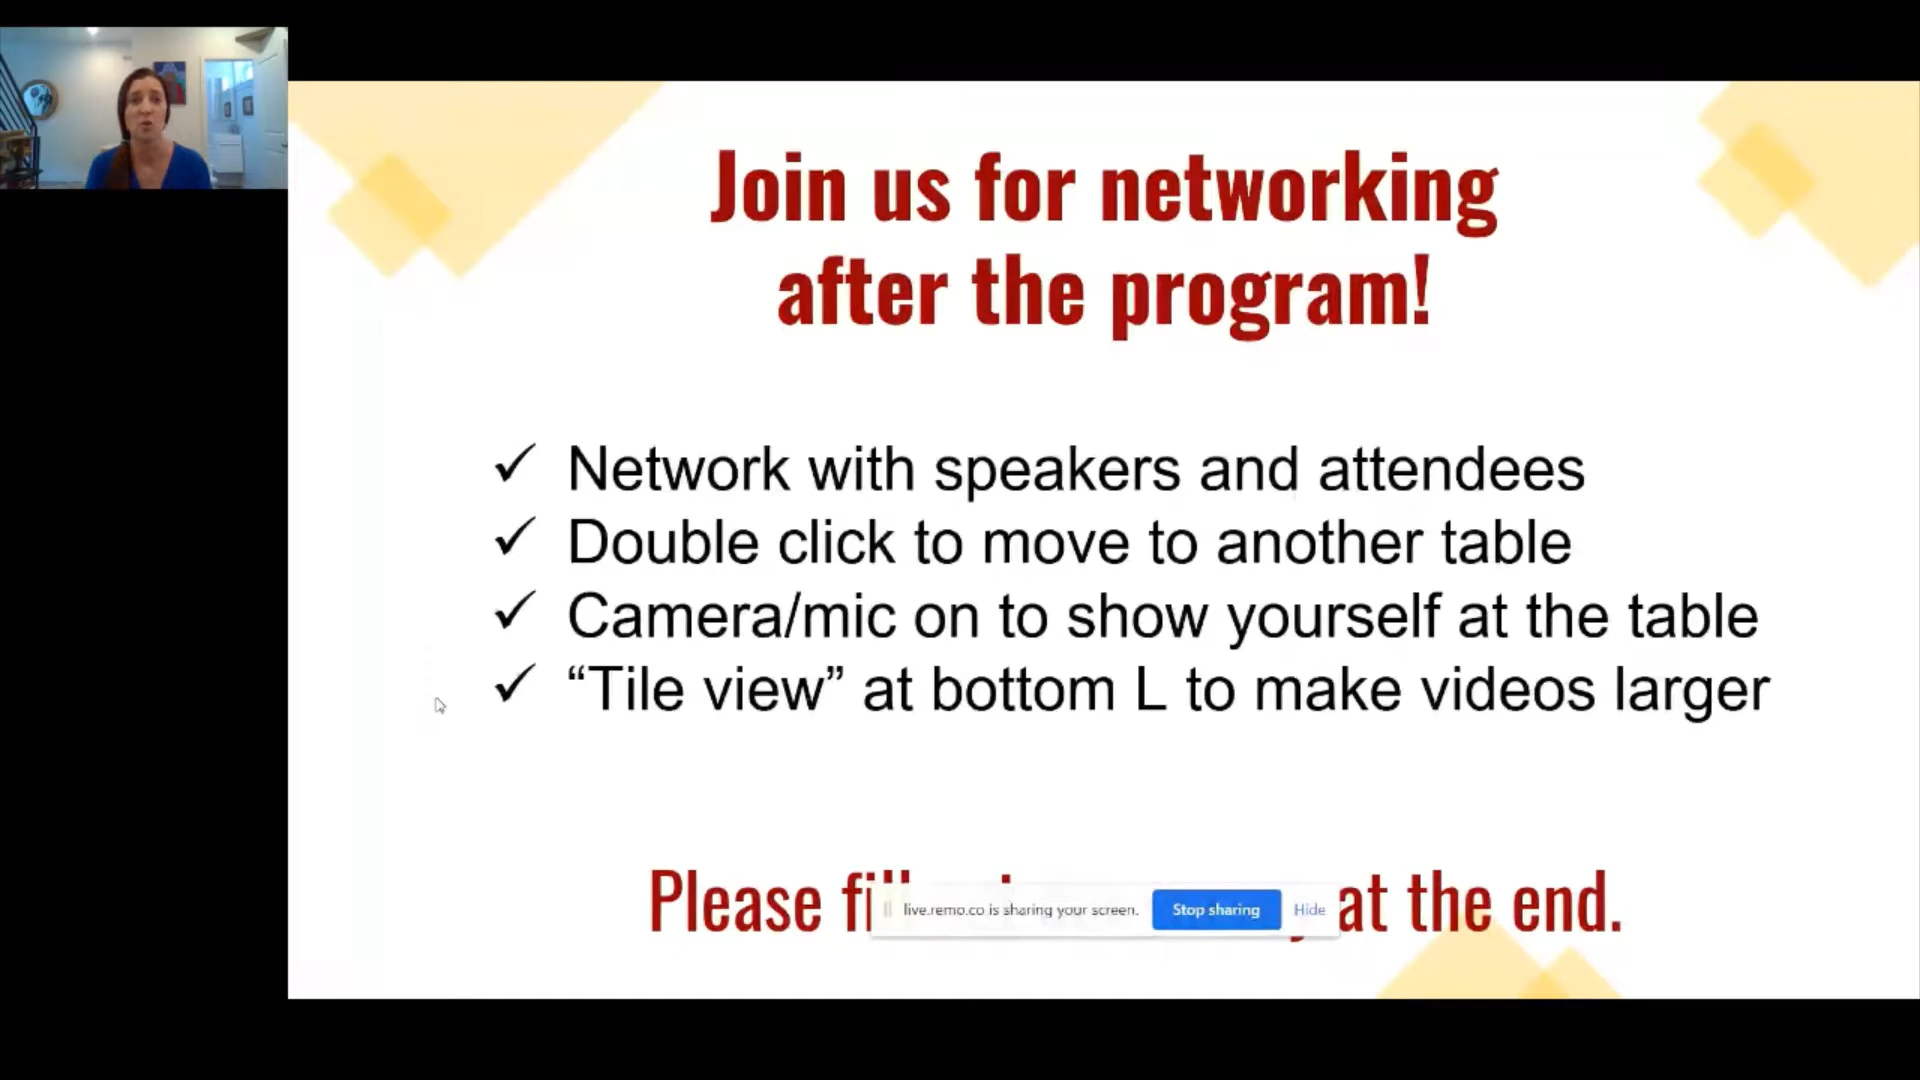 Join us for networking
after the program!
✓ Network with speakers and attendees
✓ Double click to move to another table
✓ Camera/mic on to show yourself at the table
✓ “Tile view” at bottom L to make videos larger
Please at the end.
live.remo.co is sharing your screen. Stop sharing Hide